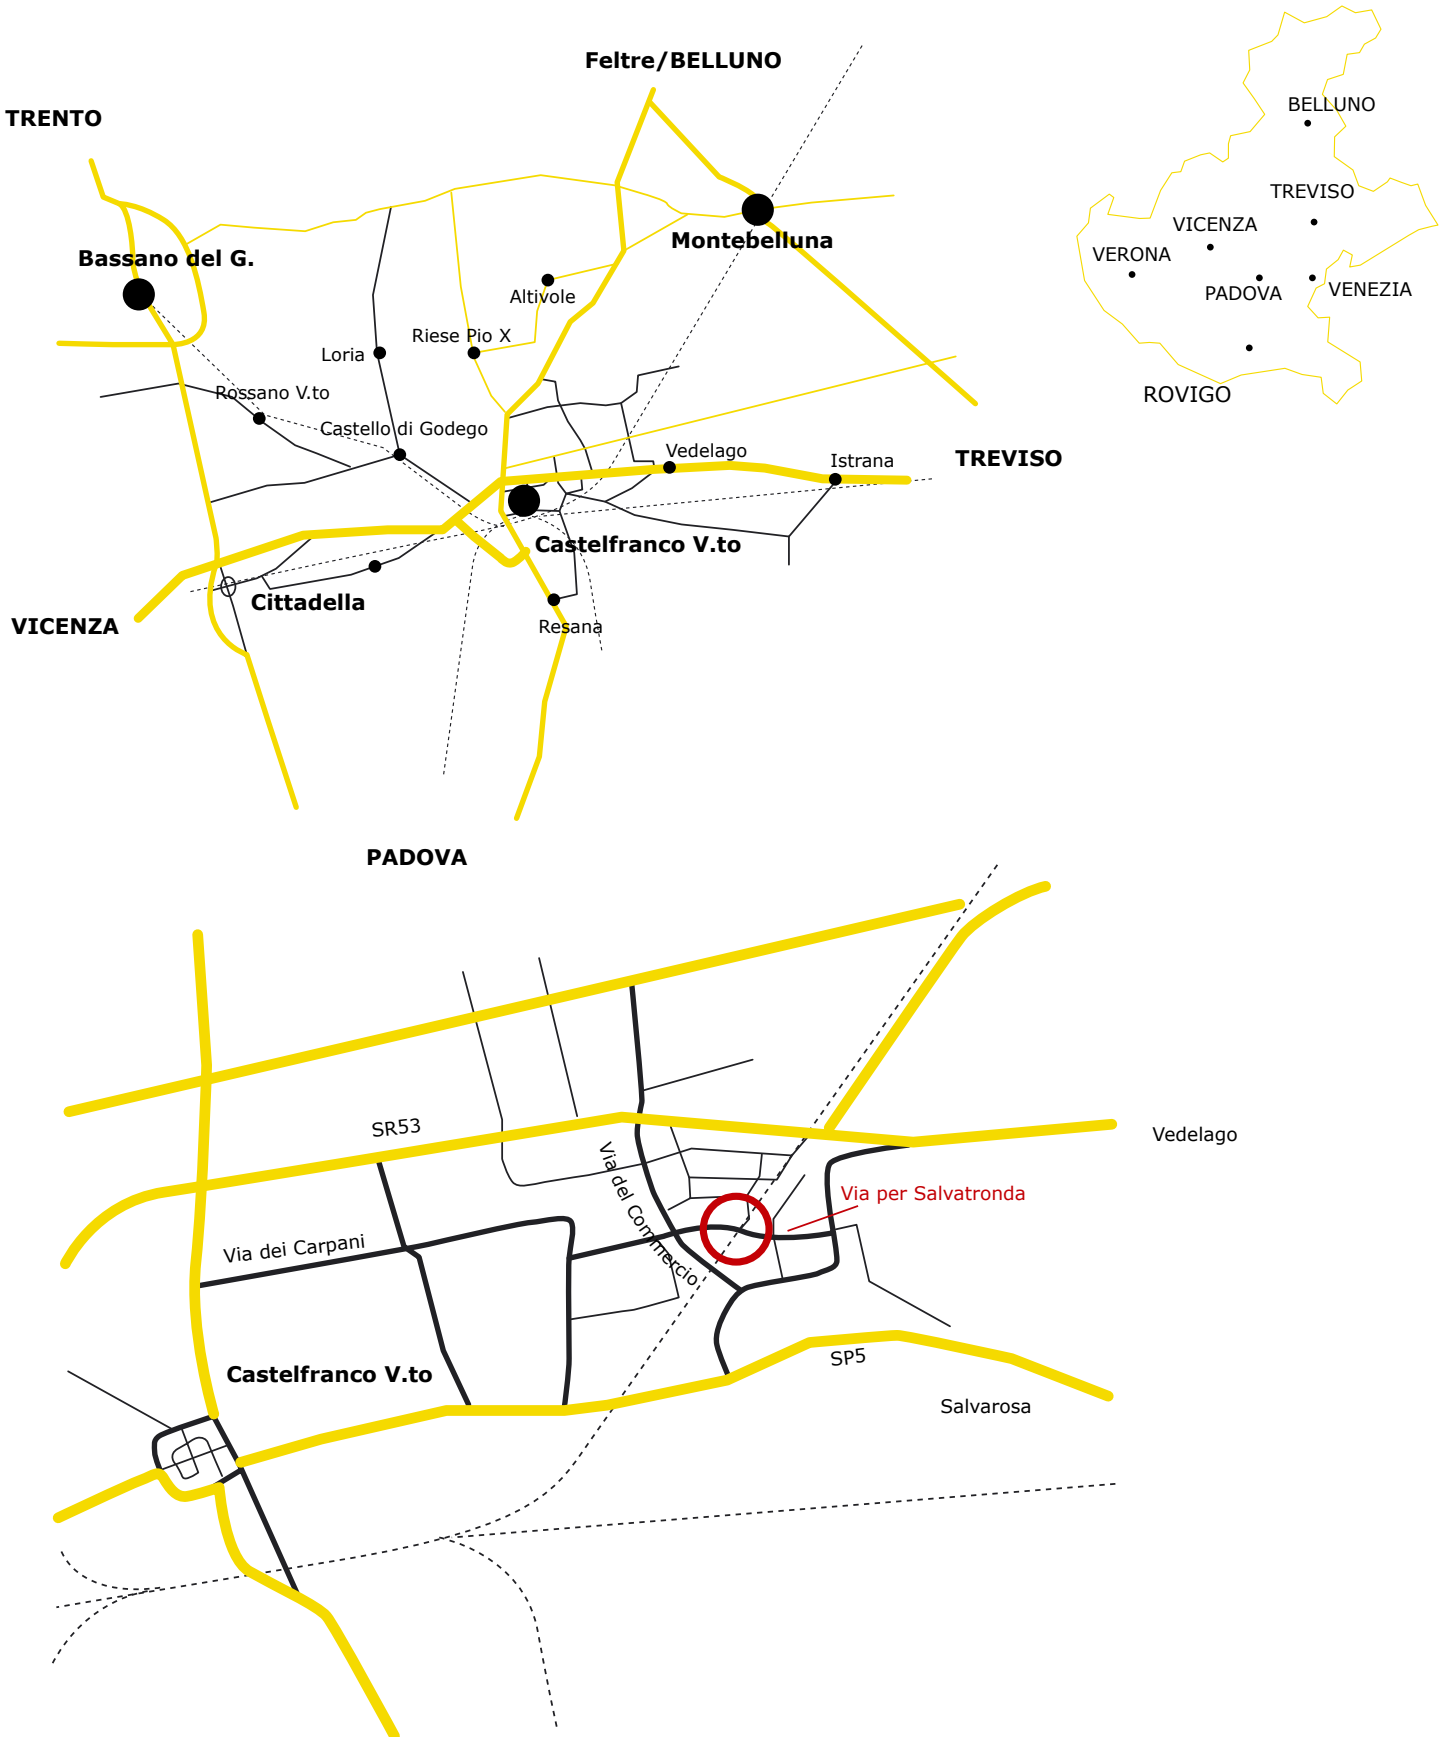 Feltre/BELLUNO
TRENTO
BELLUNO
TREVISO
VICENZA
VERONA
PADOVA
VENEZIA
ROVIGO
Bassano del G.
Montebelluna
Altivole
Riese Pio X
Loria
Rossano V.to
Castello di Godego
Vedelago
Istrana
TREVISO
Castelfranco V.to
Cittadella
VICENZA
Resana
PADOVA
SR53
Vedelago
Via del Commercio
Via per Salvatronda
Via dei Carpani
SP5
Castelfranco V.to
Salvarosa